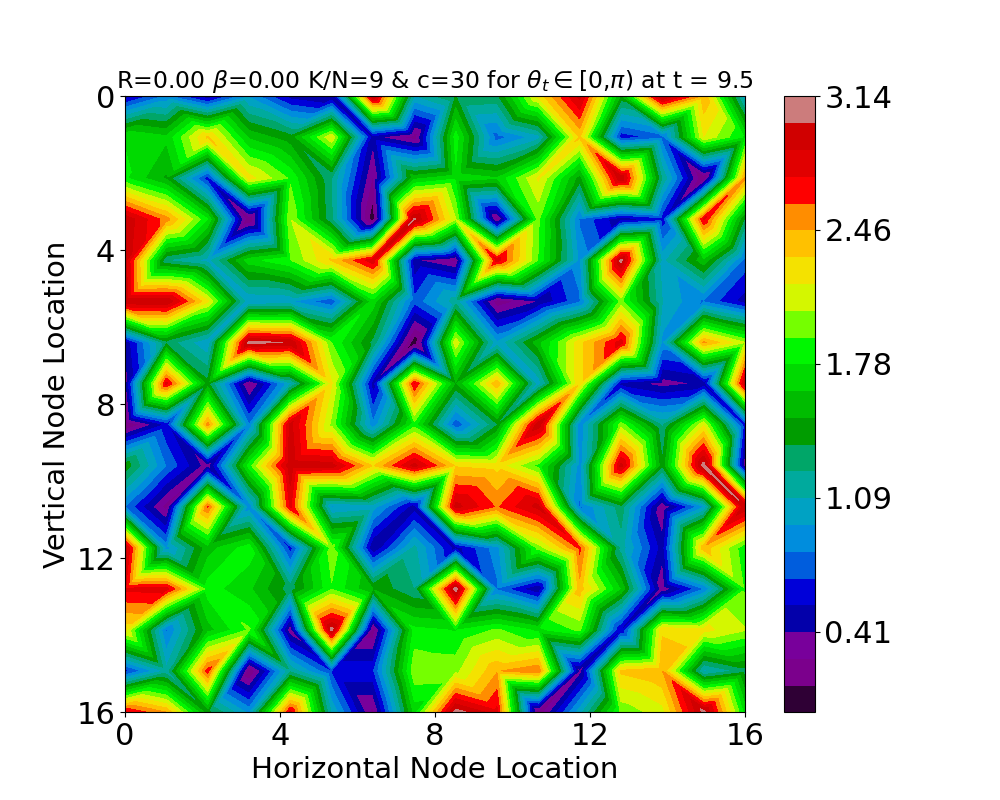 R=0.00 β=0.00 K/N=9 & c=30 for θ_t ∈ [0,π) at t = 9.5
0
4
8
12
16
Vertical Node Location
0 4 8 12 16
Horizontal Node Location
3.14
2.46
1.78
1.09
0.41